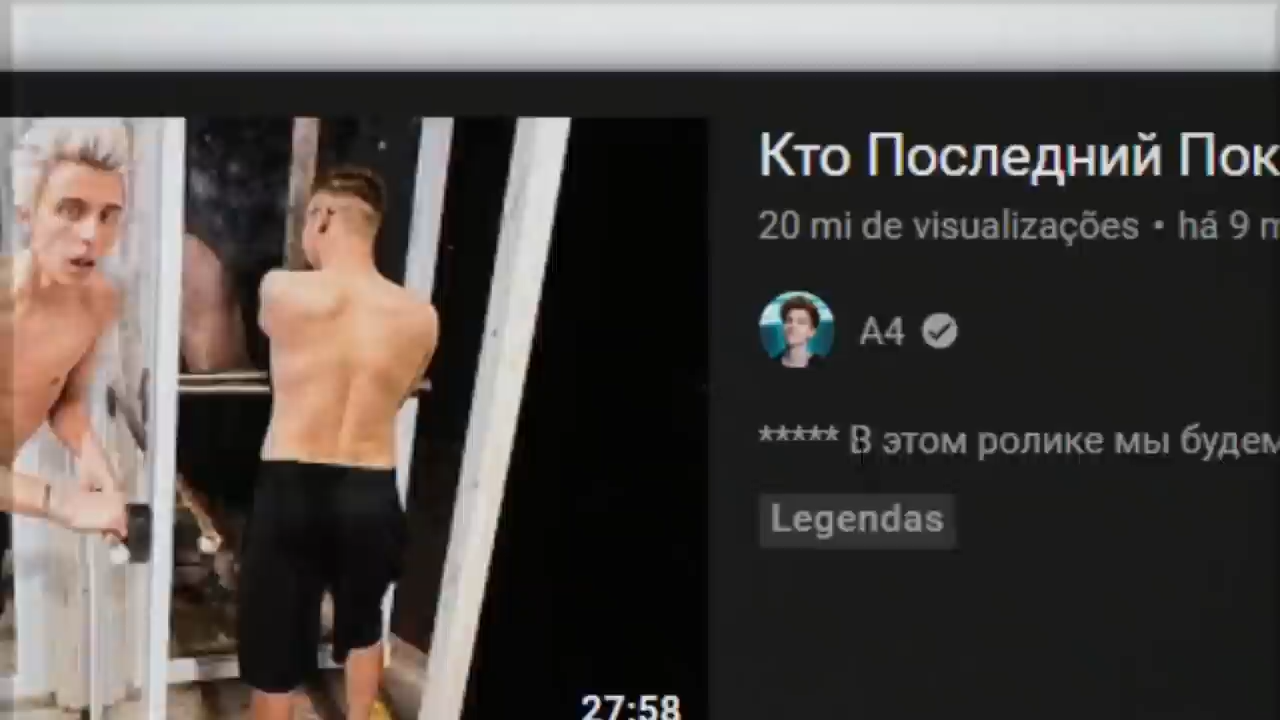 Кто Последний Пок
20 mi de visualizações • há 9 m
A4
***** В этом ролике мы будем
Legendas
27:58